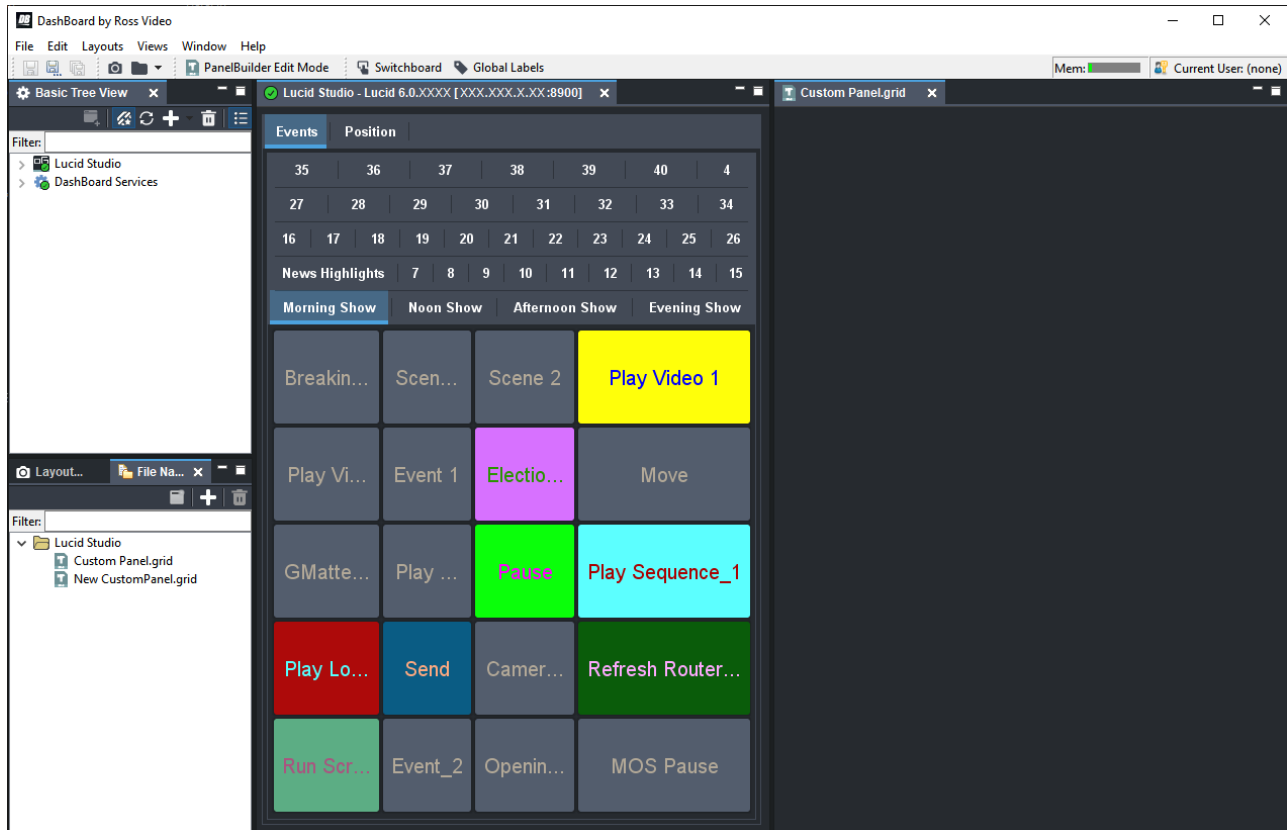 DashBoard by Ross Video
File Edit Layouts Views Window Help
PanelBuilder Edit Mode Switchboard Global Labels Mem: Current User: (none)
Basic Tree View
Filter:
Lucid Studio
DashBoard Services
Layout... File Na...
Filter:
Lucid Studio
Custom Panel.grid
New CustomPanel.grid
Lucid Studio - Lucid 6.0.XXXX [XXX.XXX.X.XX:8900]
Events Position
35 36 37 38 39 40 4
27 28 29 30 31 32 33 34
16 17 18 19 20 21 22 23 24 25 26
News Highlights 7 8 9 10 11 12 13 14 15
Morning Show Noon Show Afternoon Show Evening Show
Breakin... Scen... Scene 2 Play Video 1
Play Vi... Event 1 Electio... Move
GMatte... Play ... Pause Play Sequence_1
Play Lo... Send Camer... Refresh Router...
Run Scr... Event_2 Openin... MOS Pause
Custom Panel.grid